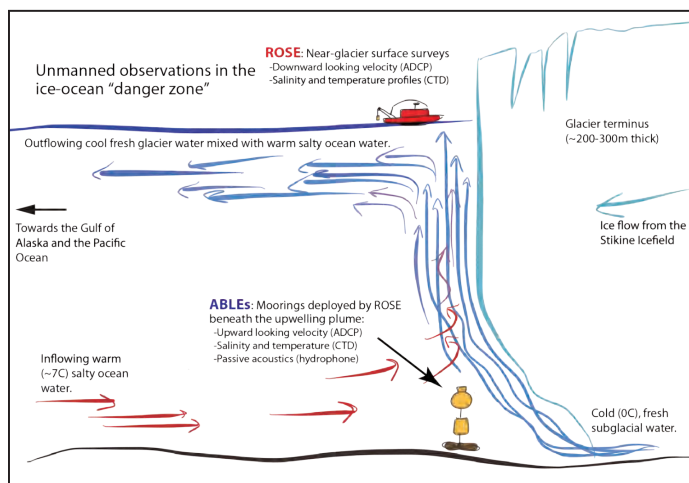 ROSE: Near-glacier surface surveys
-Downward looking velocity (ADCP)
-Salinity and temperature profiles (CTD)
Unmanned observations in the
ice-ocean “danger zone”
Glacier terminus
(~200-300m thick)
Outflowing cool fresh glacier water mixed with warm salty ocean water.
Towards the Gulf of
Alaska and the Pacific
Ocean
Ice flow from the
Stikine Icefield
ABLEs: Moorings deployed by ROSE
beneath the upwelling plume:
-Upward looking velocity (ADCP)
-Salinity and temperature (CTD)
-Passive acoustics (hydrophone)
Inflowing warm
(~7C) salty ocean
water.
Cold (0C), fresh
subglacial water.